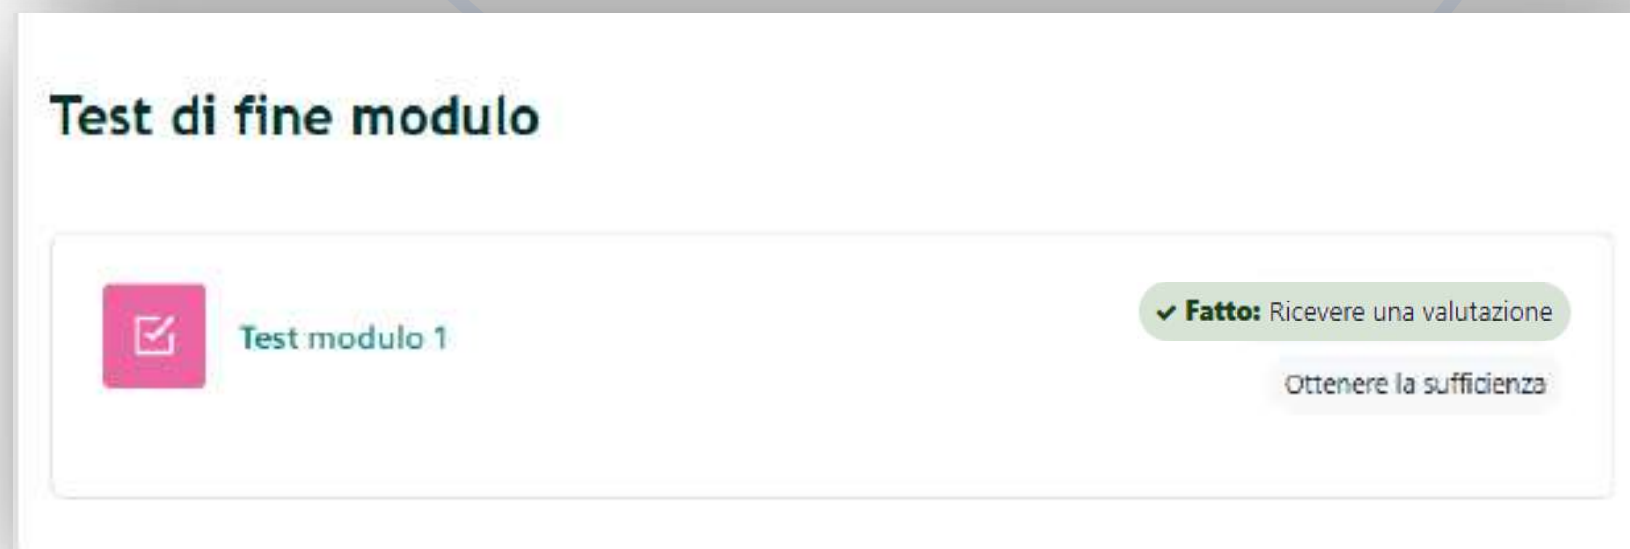 Test di fine modulo
Test modulo 1
Fatto: Ricevere una valutazione
Ottenere la sufficienza